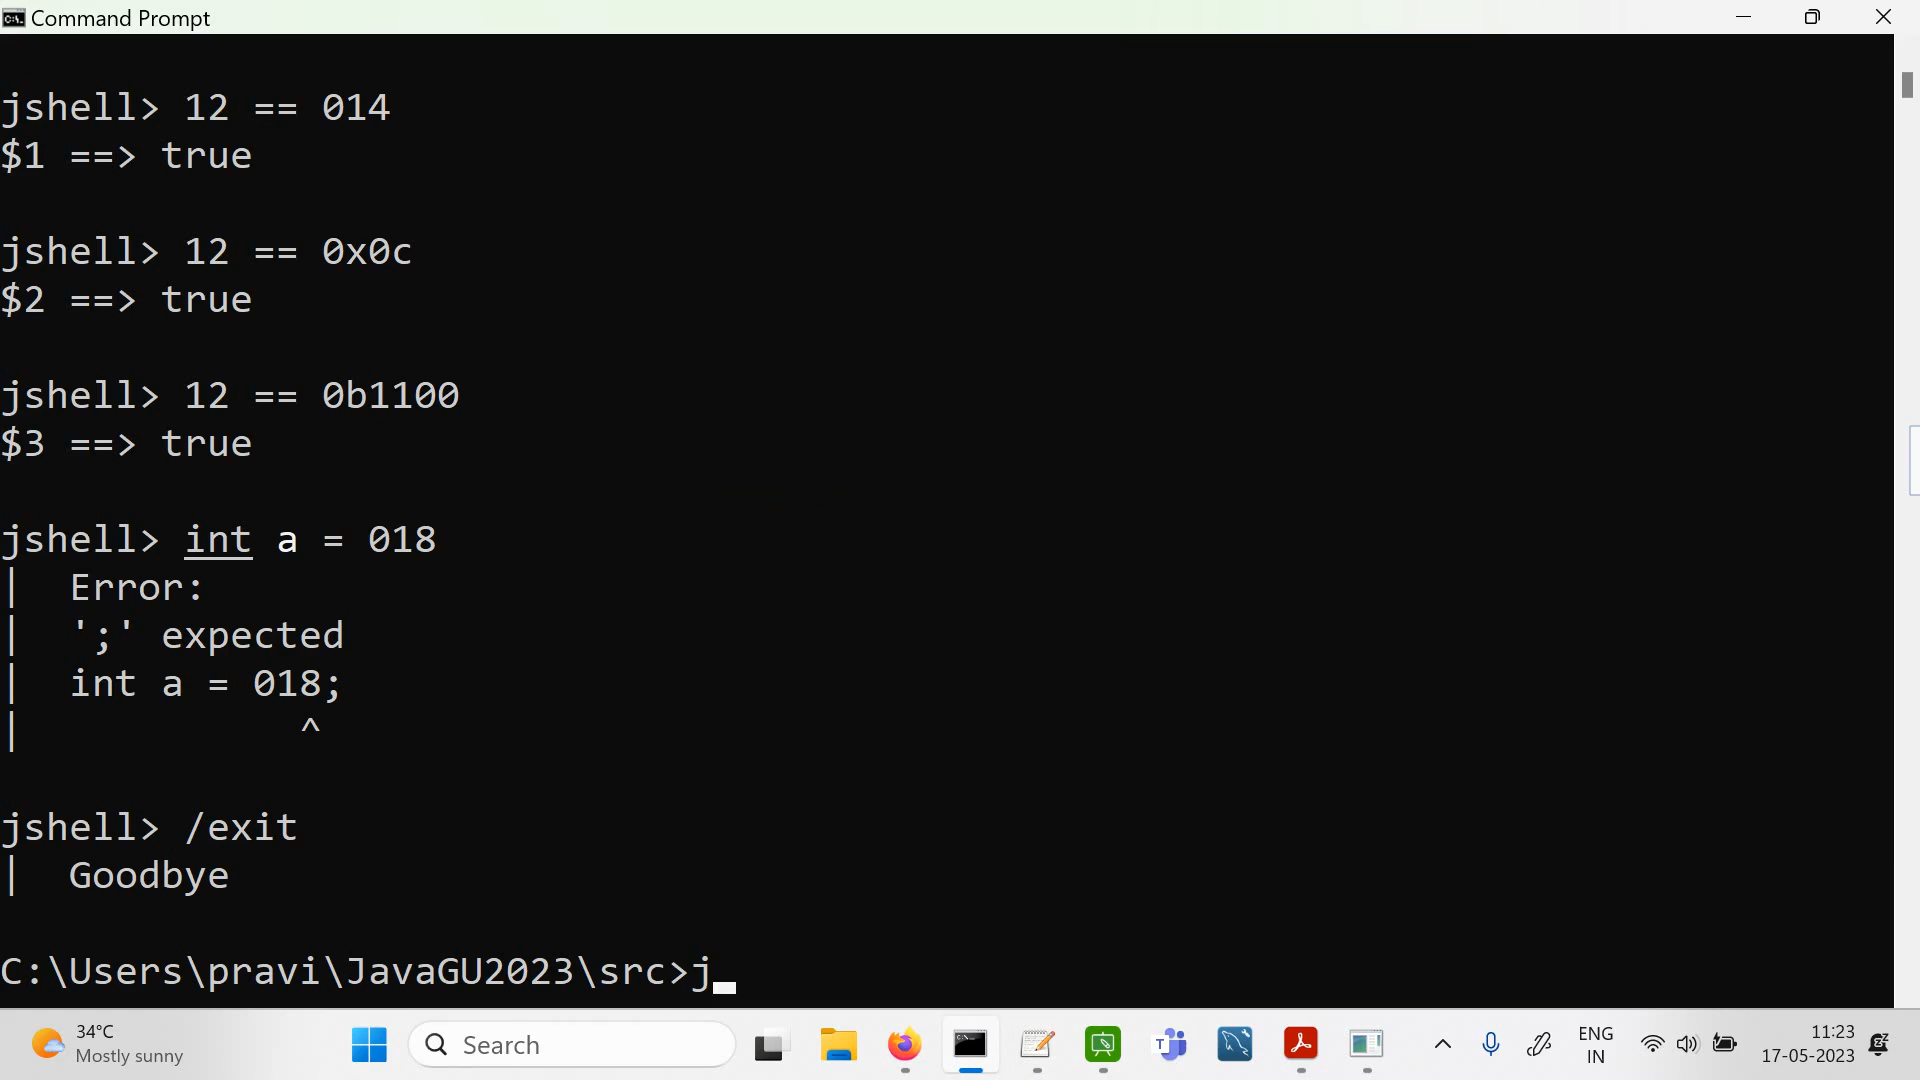 Command Prompt
jshell> 12 == 014
$1 ==> true
jshell> 12 == 0x0c
$2 ==> true
jshell> 12 == 0b1100
$3 ==> true
jshell> int a = 018
|  Error:
|  ';' expected
|  int a = 018;
|            ^
jshell> /exit
|  Goodbye
C:\Users\pravi\JavaGU2023\src>j_
34°C
Mostly sunny
Search
ENG
IN
11:23
17-05-2023